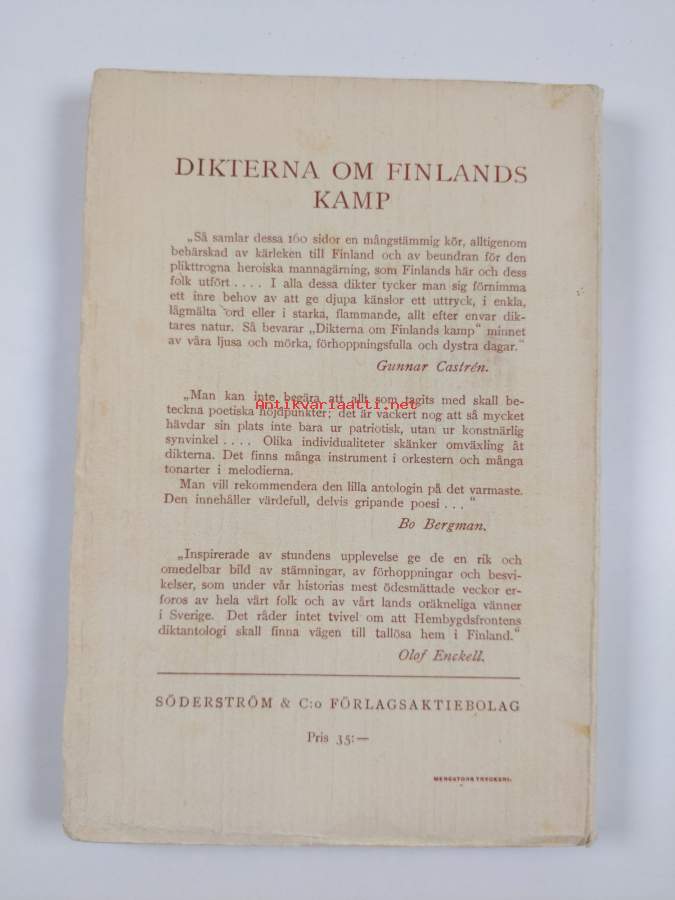 DIKTERNA OM FINLANDS
KAMP
„Så samlar dessa 160 sidor en mångstämmig kör, alltigenom
behärskad av kärleken till Finland och av beundran för den
plikttrogna heroiska mannagärning, som Finlands här och dess
folk utfört . . . . I alla dessa dikter tycker man sig förnimma
ett inre behov av att ge djupa känslor ett uttryck, i enkla,
lågmälta ord eller i starka, flammande, allt efter envar dik-
tares natur. Så bevarar „Dikterna om Finlands kamp“ minnet
av våra ljusa och mörka, förhoppningsfulla och dystra dagar.“
Gunnar Castrén.
„Man kan inte begära att allt som tagits med skall be-
Antikvariaatti.net
teckna poetiska höjdpunkter; det är vackert nog att så mycket
hävdar sin plats inte bara ur patriotisk, utan ur konstnärlig
synvinkel . . . . Olika individualiteter skänker omväxling åt
dikterna. Det finns många instrument i orkestern och många
tonarter i melodierna.
Man vill rekommendera den lilla antologin på det varmaste.
Den innehåller värdefull, delvis gripande poesi . . . “
Bo Bergman.
„Inspirerade av stundens upplevelse ge de en rik och
omedelbar bild av stämningar, av förhoppningar och besvi-
kelser, som under vår historias mest ödesmättade veckor er-
foros av hela vårt folk och av vårt lands oräkneliga vänner
i Sverige. Det råder intet tvivel om att Hembygdsfrontens
diktantologi skall finna vägen till tallösa hem i Finland.“
Olof Enckell.
SÖDERSTRÖM & C:o FÖRLAGSAKTIEBOLAG
Pris 35:—
MERCATORS TRYCKERI.